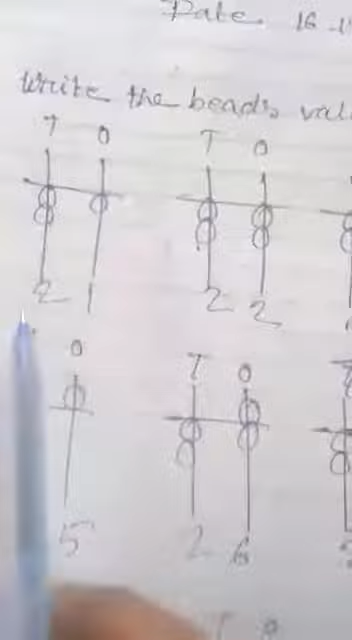 Date 16
Write the beads val
T O T O
2 1 2 2
O T O
5 2 6